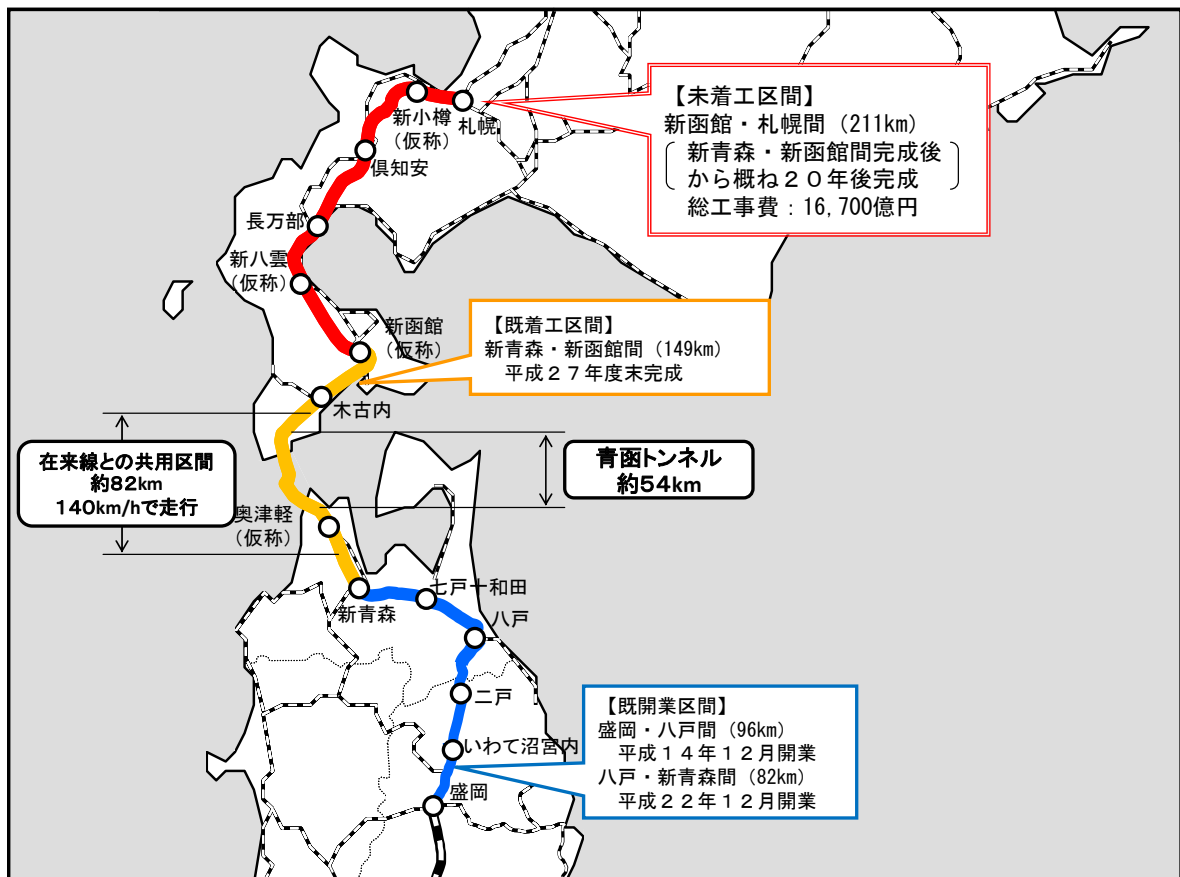 【未着工区間】
新函館・札幌間（211km）
新青森・新函館間完成後
から概ね２０年後完成
総工事費：16,700億円
新小樽
（仮称）
札幌
倶知安
長万部
新八雲
（仮称）
新函館
（仮称）
【既着工区間】
新青森・新函館間（149km）
平成２７年度末完成
木古内
在来線との共用区間
約82km
140km/hで走行
青函トンネル
約54km
奥津軽
（仮称）
新青森
七戸十和田
八戸
二戸
いわて沼宮内
盛岡
【既開業区間】
盛岡・八戸間（96km）
平成１４年１２月開業
八戸・新青森間（82km）
平成２２年１２月開業